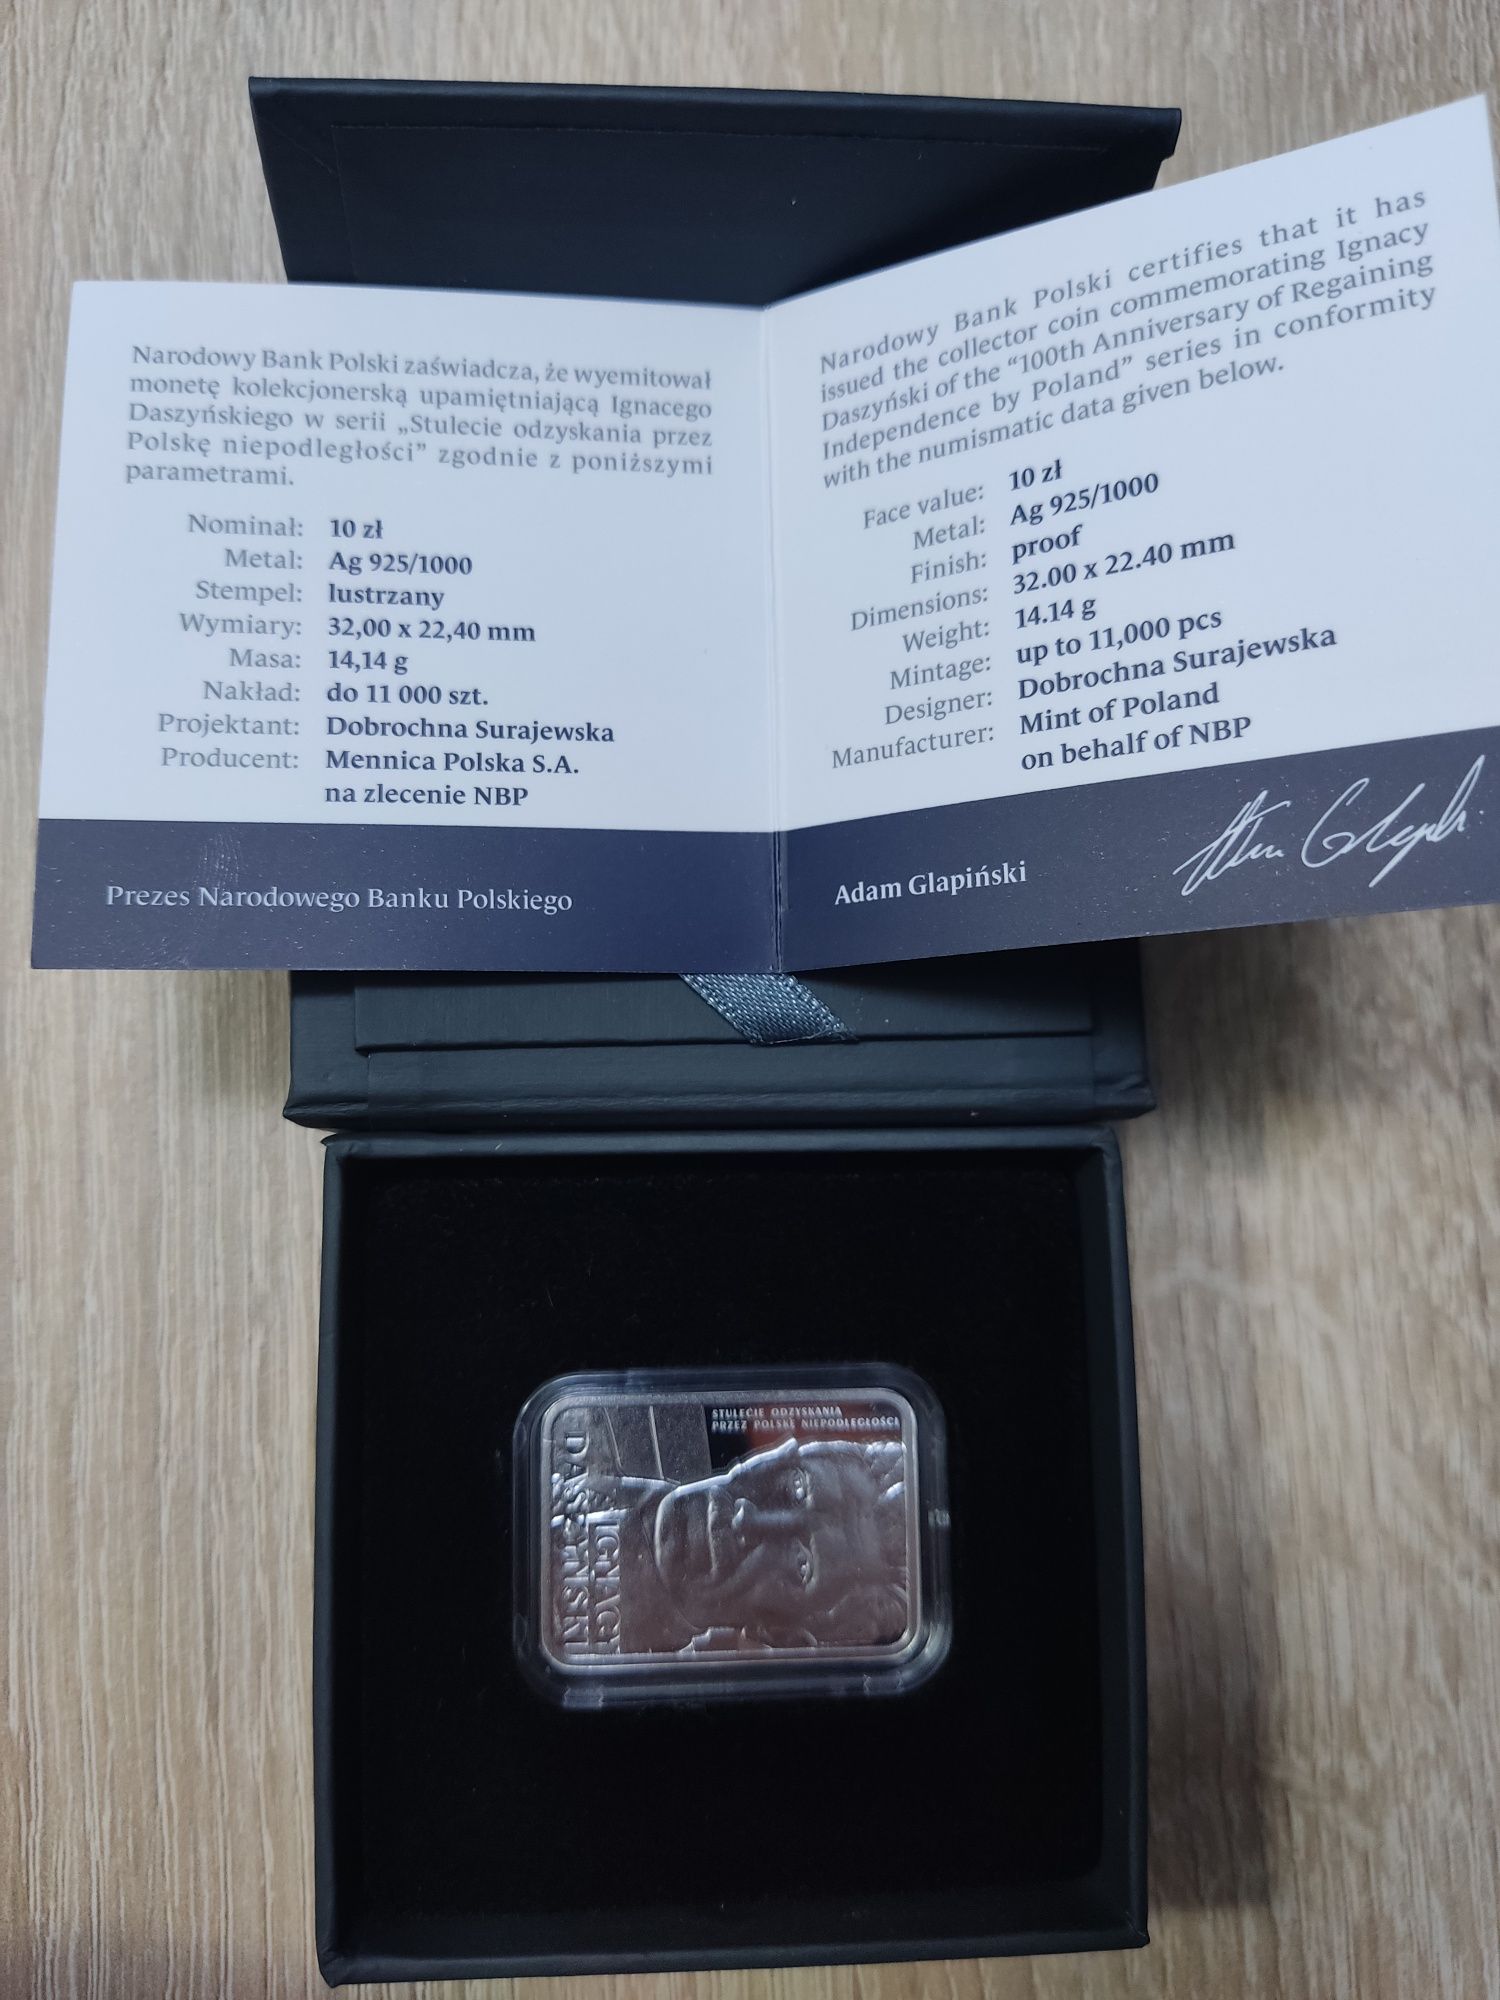 Narodowy Bank Polski zaświadcza, że wyemitował
monetę kolekcjonerską upamiętniającą Ignacego
Daszyńskiego w serii „Stulecie odzyskania przez
Polskę niepodległości” zgodnie z poniższymi
parametrami.
Nominał: 10 zł
Metal: Ag 925/1000
Stempel: lustrzany
Wymiary: 32,00 x 22,40 mm
Masa: 14,14 g
Nakład: do 11 000 szt.
Projektant: Dobrochna Surajewska
Producent: Mennica Polska S.A.
na zlecenie NBP
Prezes Narodowego Banku Polskiego
Narodowy Bank Polski certifies that it has
issued the collector coin commemorating Ignacy
Daszyński of the “100th Anniversary of Regaining
Independence by Poland” series in conformity
with the numismatic data given below.
Face value: 10 zł
Metal: Ag 925/1000
Finish: proof
Dimensions: 32.00 x 22.40 mm
Weight: 14.14 g
Mintage: up to 11,000 pcs
Designer: Dobrochna Surajewska
Manufacturer: Mint of Poland
on behalf of NBP
Adam Glapiński
STULECIE ODZYSKANIA
PRZEZ POLSKĘ NIEPODLEGŁOŚCI
IGNACY
DASZYŃSKI